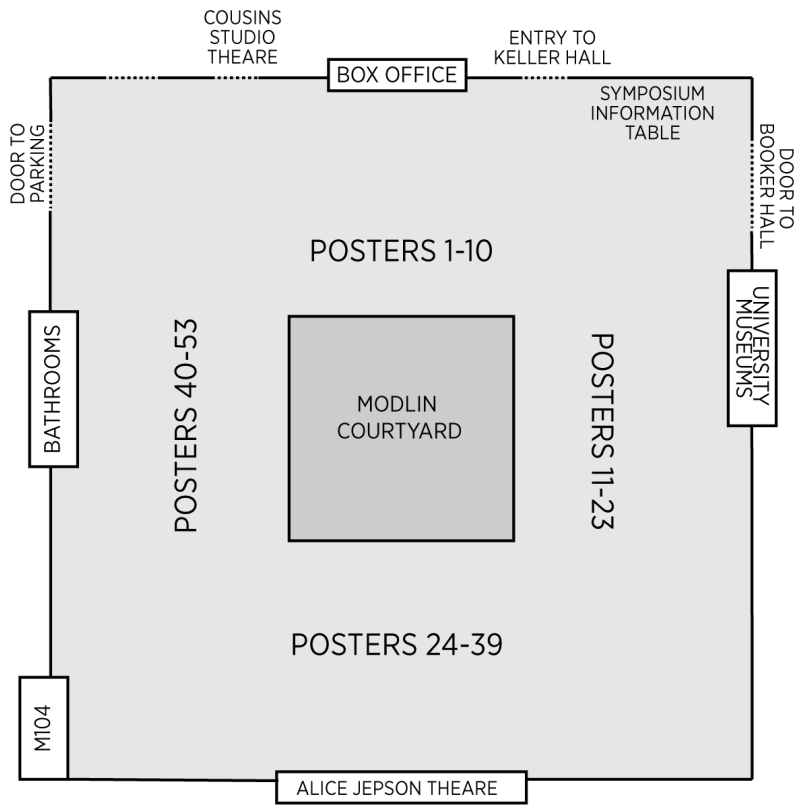 COUSINS
STUDIO
THEARE
BOX OFFICE
ENTRY TO
KELLER HALL
SYMPOSIUM
INFORMATION
TABLE
DOOR TO
PARKING
DOOR TO
BOOKER HALL
POSTERS 1-10
BATHROOMS
POSTERS 40-53
MODLIN
COURTYARD
POSTERS 11-23
UNIVERSITY
MUSEUMS
POSTERS 24-39
M104
ALICE JEPSON THEARE